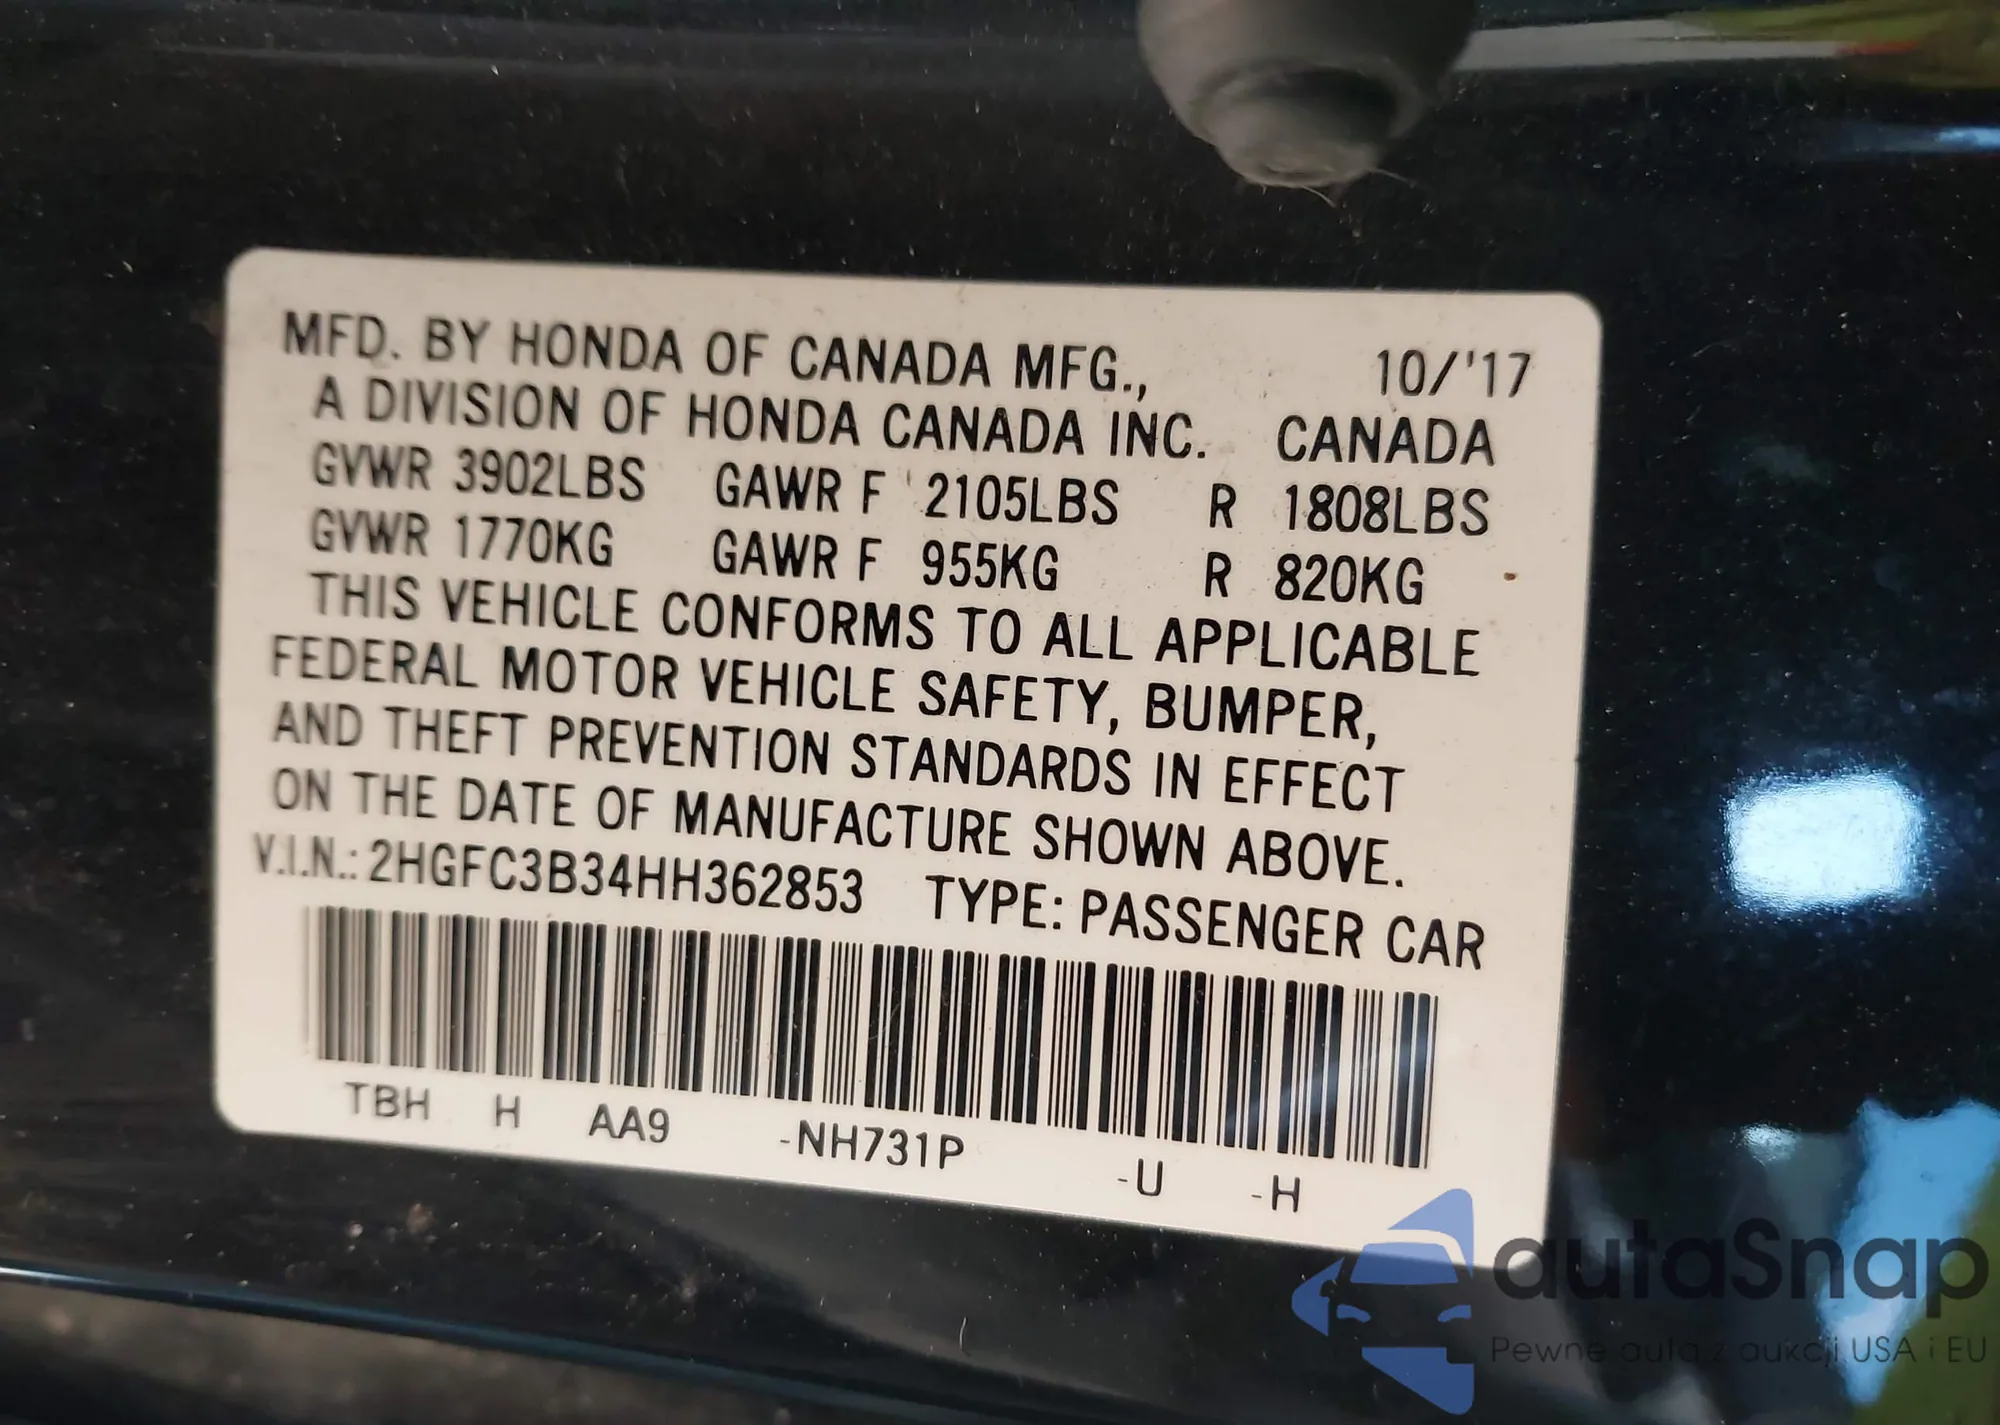 MFD. BY HONDA OF CANADA MFG., 10/'17
A DIVISION OF HONDA CANADA INC. CANADA
GVWR 3902LBS GAWR F 2105LBS R 1808LBS
GVWR 1770KG GAWR F 955KG R 820KG
THIS VEHICLE CONFORMS TO ALL APPLICABLE
FEDERAL MOTOR VEHICLE SAFETY, BUMPER,
AND THEFT PREVENTION STANDARDS IN EFFECT
ON THE DATE OF MANUFACTURE SHOWN ABOVE.
V.I.N.: 2HGFC3B34HH362853 TYPE: PASSENGER CAR
TBH H AA9 -NH731P -U -H
autaSnap
Pewne auta z aukcji USA i EU